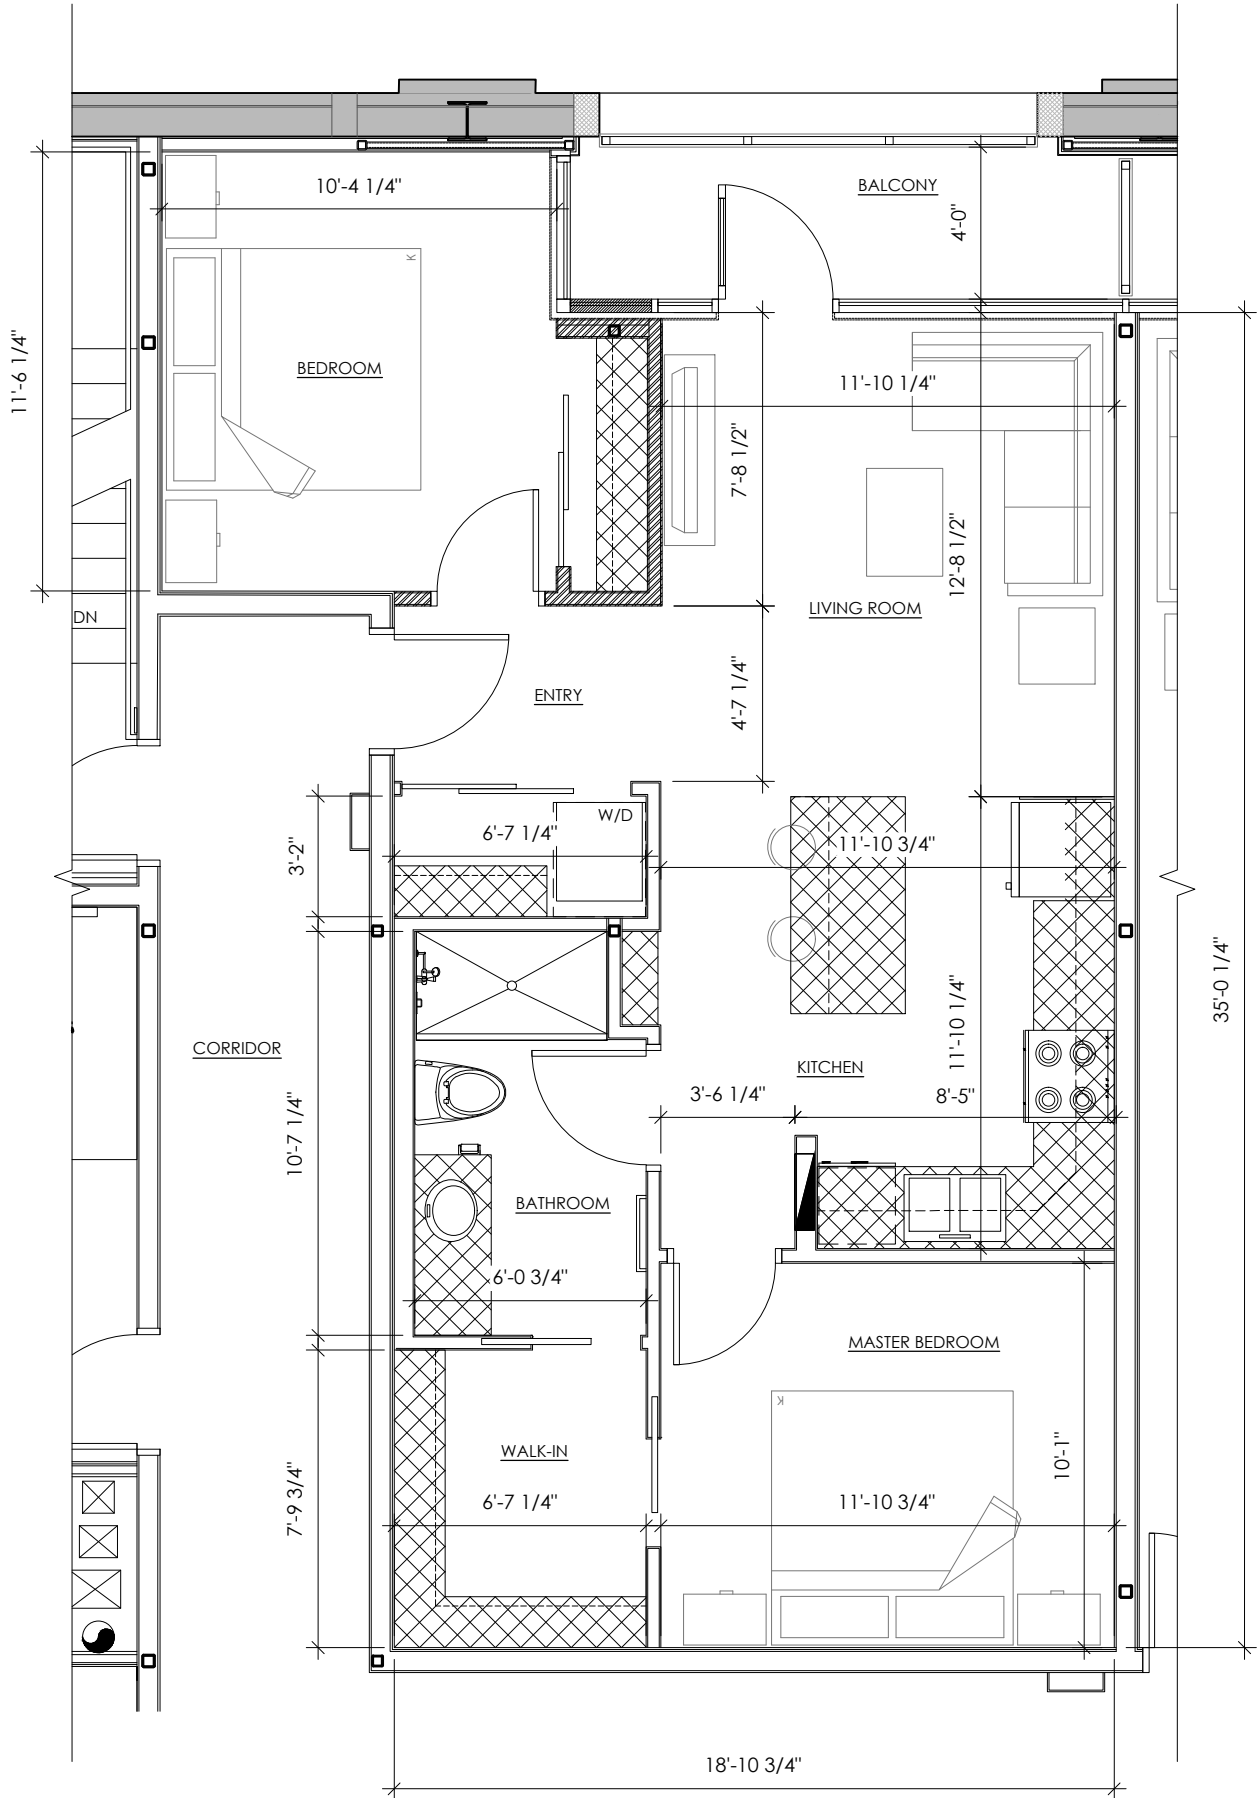 10'-4 1/4"
BALCONY
4'-0"
K
11'-6 1/4"
BEDROOM
11'-10 1/4"
7'-8 1/2"
12'-8 1/2"
LIVING ROOM
DN
ENTRY
4'-7 1/4"
W/D
6'-7 1/4"
11'-10 3/4"
3'-2"
35'-0 1/4"
11'-10 1/4"
CORRIDOR
KITCHEN
3'-6 1/4"
8'-5"
10'-7 1/4"
BATHROOM
6'-0 3/4"
MASTER BEDROOM
K
WALK-IN
10'-1"
7'-9 3/4"
6'-7 1/4"
11'-10 3/4"
18'-10 3/4"